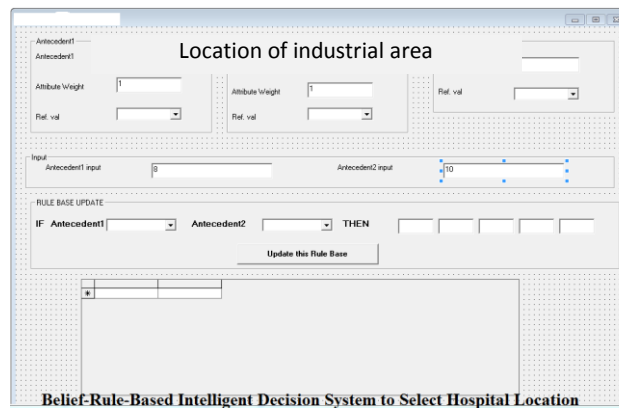 Antecedent1
Location of industrial area
Antecedent1
Attribute Weight 1
Attribute Weight 1
Ref. val
Ref. val
Ref. val
Input
Antecedent1 input 8 Antecedent2 input 10
RULE BASE UPDATE
IF Antecedent1 Antecedent2 THEN
Update this Rule Base
*
Belief-Rule-Based Intelligent Decision System to Select Hospital Location